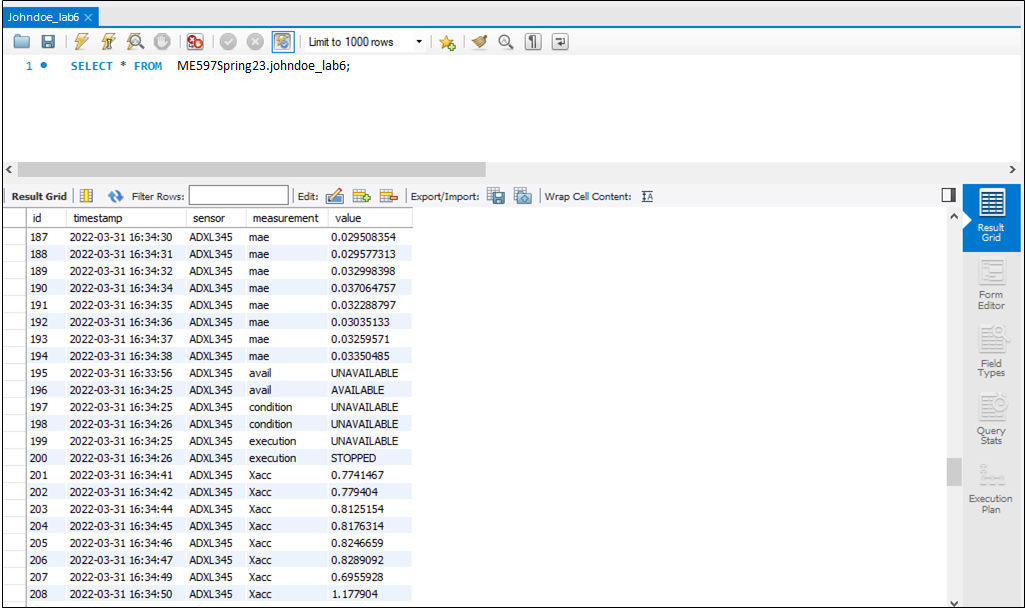 Johndoe_lab6 ×
Limit to 1000 rows
1 SELECT * FROM ME597Spring23.johndoe_lab6;
Result Grid Filter Rows: Edit: Export/Import: Wrap Cell Content: IA
id timestamp sensor measurement value
187 2022-03-31 16:34:30 ADXL345 mae 0.029508354
188 2022-03-31 16:34:31 ADXL345 mae 0.029577313
189 2022-03-31 16:34:32 ADXL345 mae 0.032998398
190 2022-03-31 16:34:34 ADXL345 mae 0.037064757
191 2022-03-31 16:34:35 ADXL345 mae 0.032288797
192 2022-03-31 16:34:36 ADXL345 mae 0.03035133
193 2022-03-31 16:34:37 ADXL345 mae 0.03259571
194 2022-03-31 16:34:38 ADXL345 mae 0.03350485
195 2022-03-31 16:33:56 ADXL345 avail UNAVAILABLE
196 2022-03-31 16:34:25 ADXL345 avail AVAILABLE
197 2022-03-31 16:34:25 ADXL345 condition UNAVAILABLE
198 2022-03-31 16:34:26 ADXL345 condition UNAVAILABLE
199 2022-03-31 16:34:25 ADXL345 execution UNAVAILABLE
200 2022-03-31 16:34:26 ADXL345 execution STOPPED
201 2022-03-31 16:34:41 ADXL345 Xacc 0.7741467
202 2022-03-31 16:34:42 ADXL345 Xacc 0.779404
203 2022-03-31 16:34:44 ADXL345 Xacc 0.8125154
204 2022-03-31 16:34:45 ADXL345 Xacc 0.8176314
205 2022-03-31 16:34:46 ADXL345 Xacc 0.8246659
206 2022-03-31 16:34:47 ADXL345 Xacc 0.8289092
207 2022-03-31 16:34:49 ADXL345 Xacc 0.6955928
208 2022-03-31 16:34:50 ADXL345 Xacc 1.177904
Result
Grid
Form
Editor
Field
Types
Query
Stats
Execution
Plan